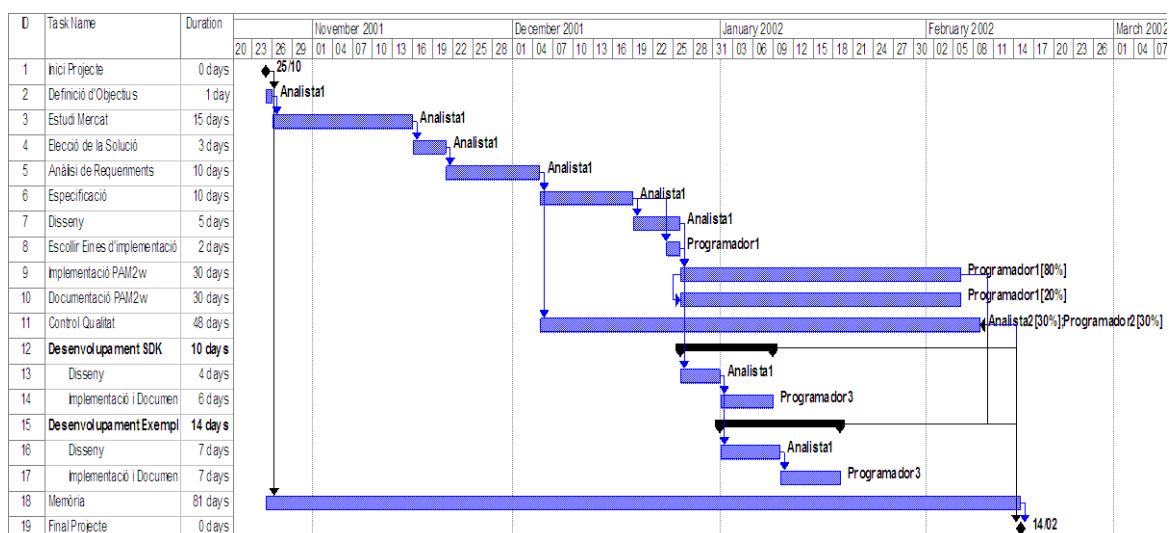 ID Task Name Duration
November 2001 December 2001 January 2002 February 2002 March 2002
20 23 26 29 01 04 07 10 13 16 19 22 25 28 01 04 07 10 13 16 19 22 25 28 31 03 06 09 12 15 18 21 24 27 30 02 05 08 11 14 17 20 23 26 01 04 07
1 Inici Projecte 0 days 25/10
2 Definició d'Objectius 1 day Analista1
3 Estudi Mercat 15 days Analista1
4 Elecció de la Solució 3 days Analista1
5 Anàlisi de Requeriments 10 days Analista1
6 Especificació 10 days Analista1
7 Disseny 5 days Analista1
8 Escollir Eines d'implementació 2 days Programador1
9 Implementació PAM2w 30 days Programador1[80%]
10 Documentació PAM2w 30 days Programador1[20%]
11 Control Qualitat 48 days Analista2[30%];Programador2[30%]
12 Desenvolupament SDK 10 days
13 Disseny 4 days Analista1
14 Implementació i Documen 6 days Programador3
15 Desenvolupament Exempl 14 days
16 Disseny 7 days Analista1
17 Implementació i Documen 7 days Programador3
18 Memòria 81 days
19 Final Projecte 0 days 14/02